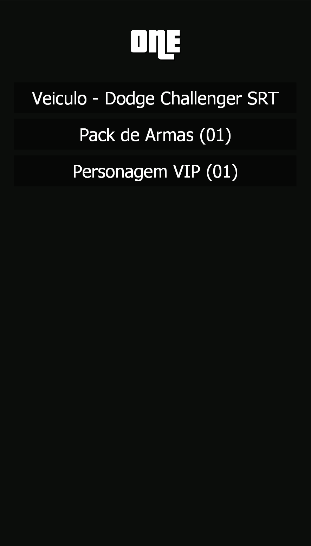 ONE
Veiculo - Dodge Challenger SRT
Pack de Armas (01)
Personagem VIP (01)